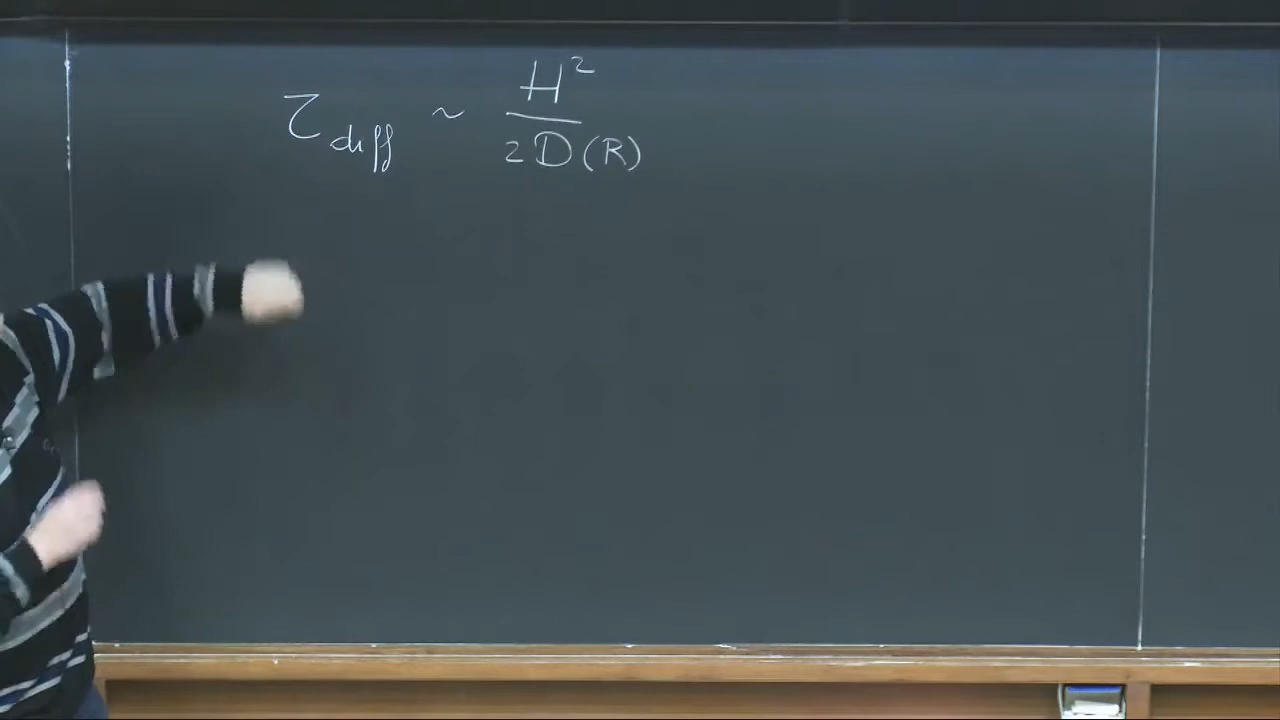 τ_diff ~ H² / 2D(R)